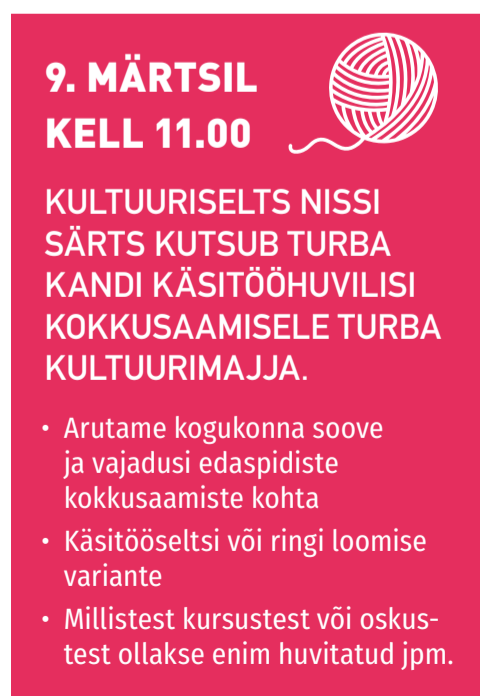 9. MÄRTSIL
KELL 11.00
KULTUURISELTS NISSI
SÄRTS KUTSUB TURBA
KANDI KÄSITÖÖHUVILISI
KOKKUSAAMISELE TURBA
KULTUURIMAJJA.
• Arutame kogukonna soove
ja vajadusi edaspidiste
kokkusaamiste kohta
• Käsitööseltsi või ringi loomise
variante
• Millistest kursustest või oskus-
test ollakse enim huvitatud jpm.